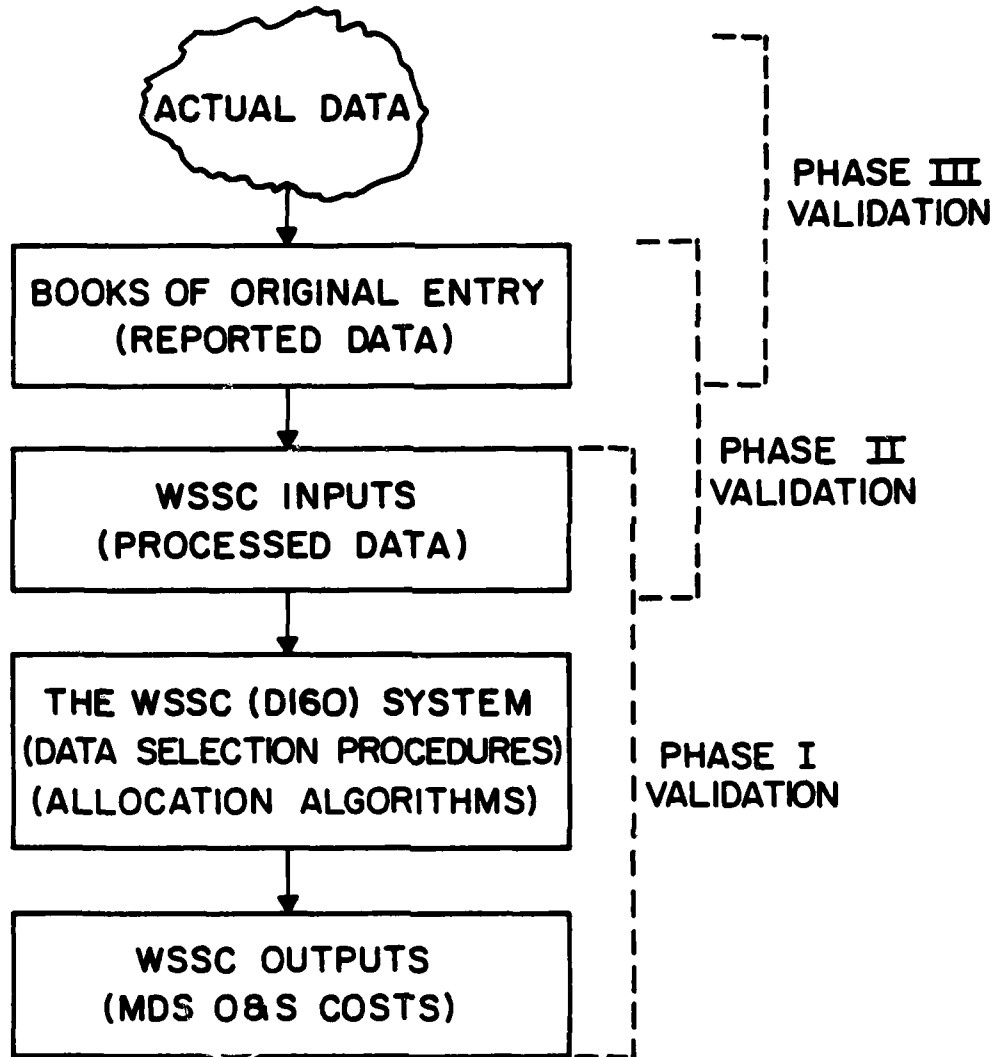 ACTUAL DATA
PHASE III
VALIDATION
BOOKS OF ORIGINAL ENTRY
(REPORTED DATA)
PHASE II
VALIDATION
WSSC INPUTS
(PROCESSED DATA)
THE WSSC (D160) SYSTEM
(DATA SELECTION PROCEDURES)
(ALLOCATION ALGORITHMS)
PHASE I
VALIDATION
WSSC OUTPUTS
(MDS O&S COSTS)